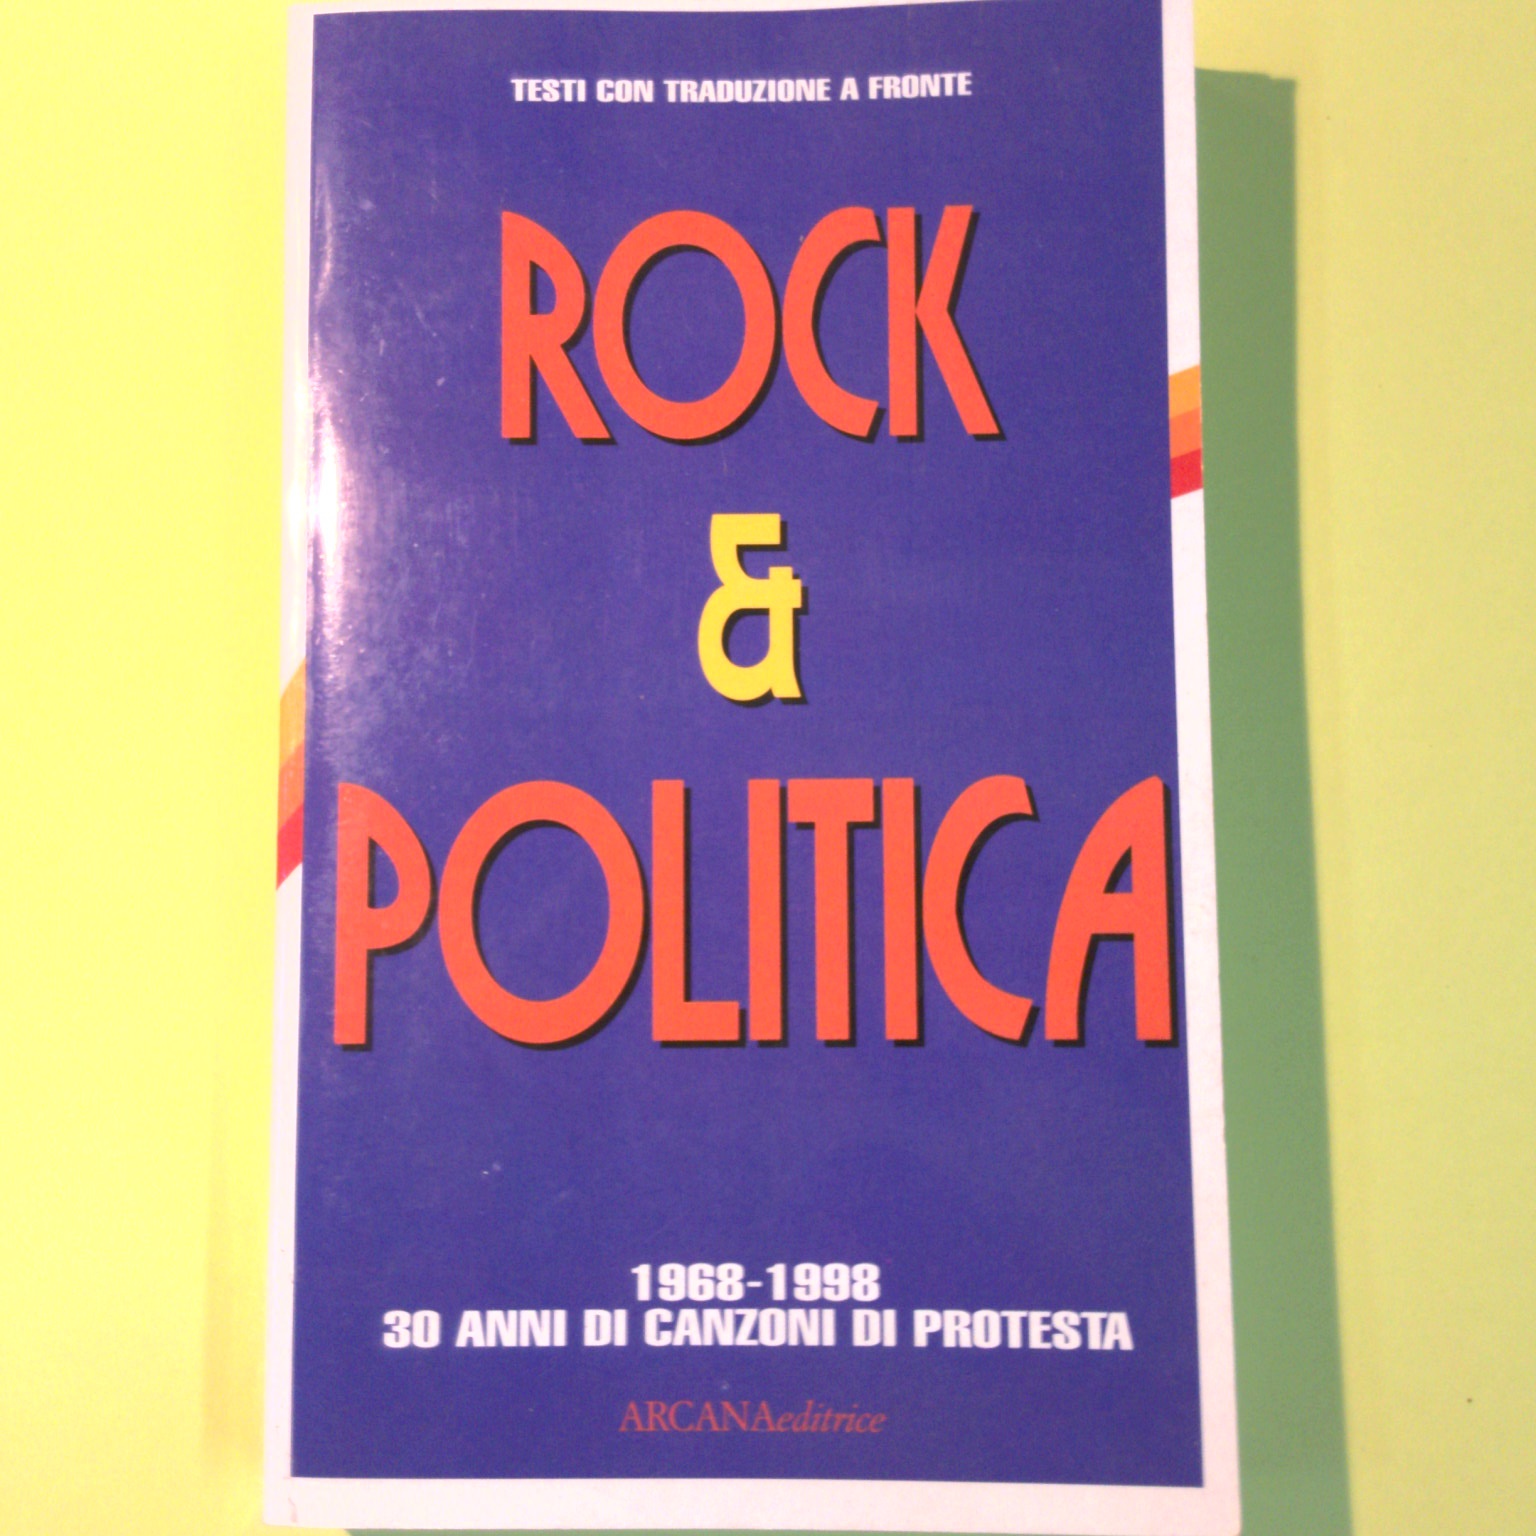 TESTI CON TRADUZIONE A FRONTE
ROCK
&
POLITICA
1968-1998
30 ANNI DI CANZONI DI PROTESTA
ARCANAeditrice